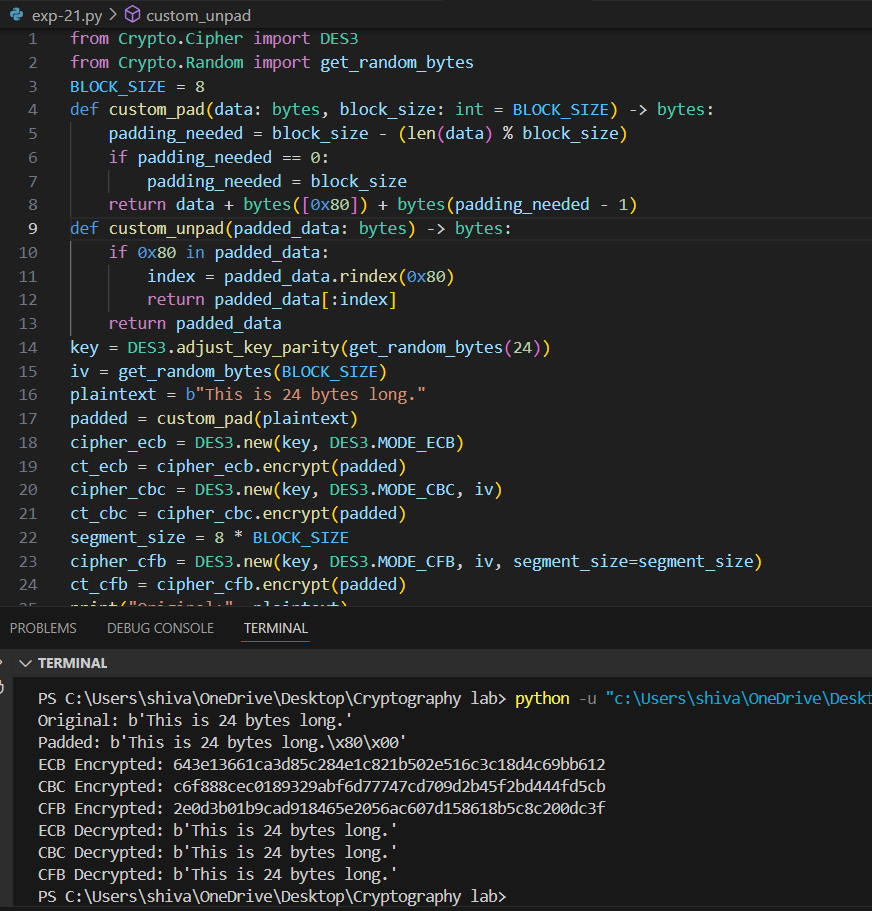 exp-21.py > custom_unpad
1 from Crypto.Cipher import DES3
2 from Crypto.Random import get_random_bytes
3 BLOCK_SIZE = 8
4 def custom_pad(data: bytes, block_size: int = BLOCK_SIZE) -> bytes:
5     padding_needed = block_size - (len(data) % block_size)
6     if padding_needed == 0:
7         padding_needed = block_size
8     return data + bytes([0x80]) + bytes(padding_needed - 1)
9 def custom_unpad(padded_data: bytes) -> bytes:
10     if 0x80 in padded_data:
11         index = padded_data.rindex(0x80)
12         return padded_data[:index]
13     return padded_data
14 key = DES3.adjust_key_parity(get_random_bytes(24))
15 iv = get_random_bytes(BLOCK_SIZE)
16 plaintext = b"This is 24 bytes long."
17 padded = custom_pad(plaintext)
18 cipher_ecb = DES3.new(key, DES3.MODE_ECB)
19 ct_ecb = cipher_ecb.encrypt(padded)
20 cipher_cbc = DES3.new(key, DES3.MODE_CBC, iv)
21 ct_cbc = cipher_cbc.encrypt(padded)
22 segment_size = 8 * BLOCK_SIZE
23 cipher_cfb = DES3.new(key, DES3.MODE_CFB, iv, segment_size=segment_size)
24 ct_cfb = cipher_cfb.encrypt(padded)
25 print("Original:", plaintext)
PROBLEMS DEBUG CONSOLE TERMINAL
TERMINAL
PS C:\Users\shiva\OneDrive\Desktop\Cryptography lab> python -u "c:\Users\shiva\OneDrive\Deskt
Original: b'This is 24 bytes long.'
Padded: b'This is 24 bytes long.\x80\x00'
ECB Encrypted: 643e13661ca3d85c284e1c821b502e516c3c18d4c69bb612
CBC Encrypted: c6f888cec0189329abf6d77747cd709d2b45f2bd444fd5cb
CFB Encrypted: 2e0d3b01b9cad918465e2056ac607d158618b5c8c200dc3f
ECB Decrypted: b'This is 24 bytes long.'
CBC Decrypted: b'This is 24 bytes long.'
CFB Decrypted: b'This is 24 bytes long.'
PS C:\Users\shiva\OneDrive\Desktop\Cryptography lab>